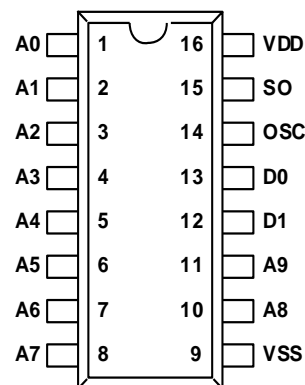 A0 1 16 VDD
A1 2 15 SO
A2 3 14 OSC
A3 4 13 D0
A4 5 12 D1
A5 6 11 A9
A6 7 10 A8
A7 8 9 VSS